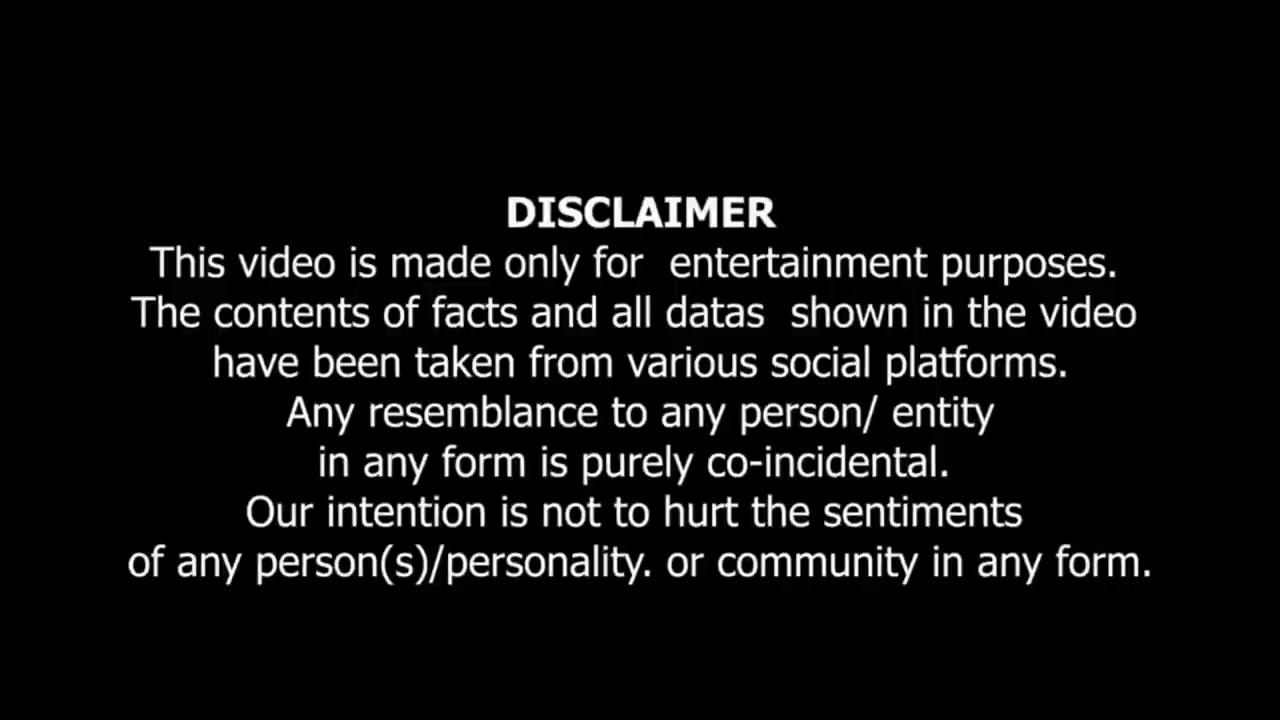 DISCLAIMER
This video is made only for  entertainment purposes.
The contents of facts and all datas  shown in the video
have been taken from various social platforms.
Any resemblance to any person/ entity
in any form is purely co-incidental.
Our intention is not to hurt the sentiments
of any person(s)/personality. or community in any form.